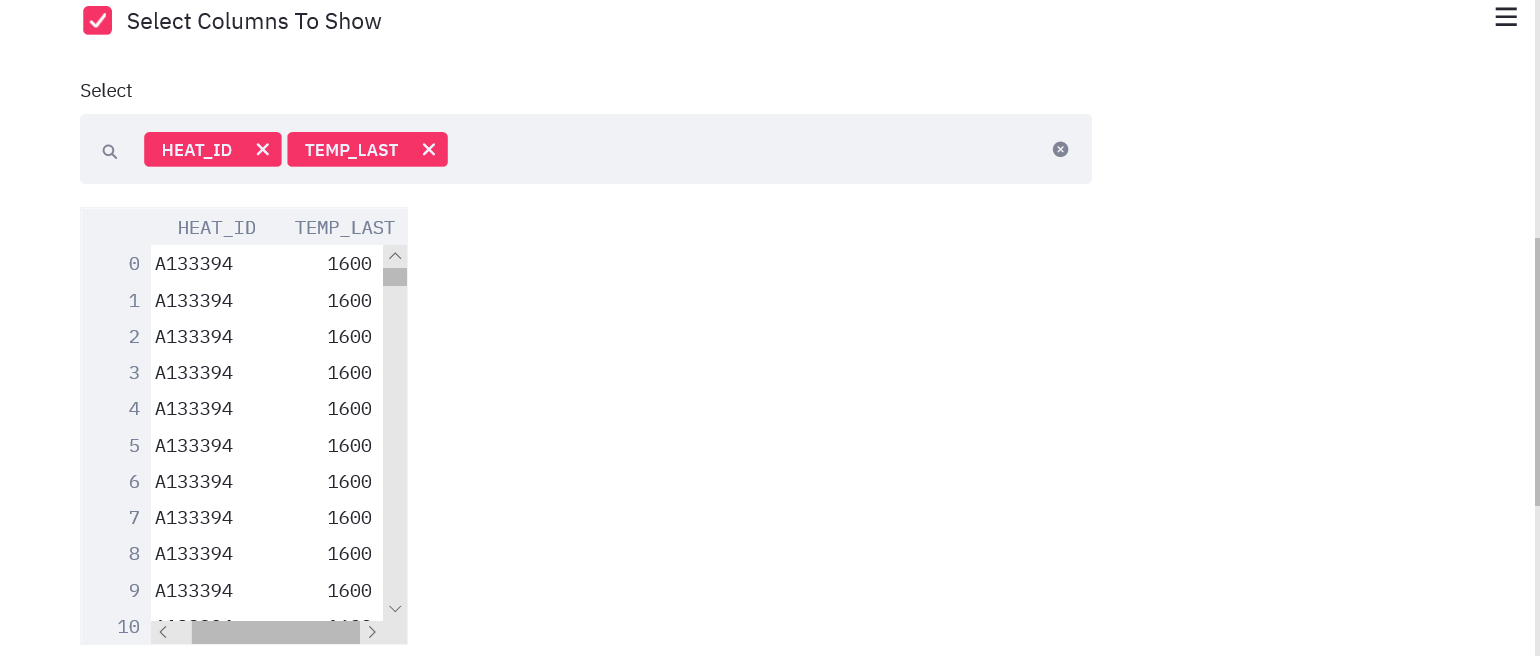 Select Columns To Show
Select
HEAT_ID TEMP_LAST
HEAT_ID TEMP_LAST
0 A133394 1600
1 A133394 1600
2 A133394 1600
3 A133394 1600
4 A133394 1600
5 A133394 1600
6 A133394 1600
7 A133394 1600
8 A133394 1600
9 A133394 1600
10